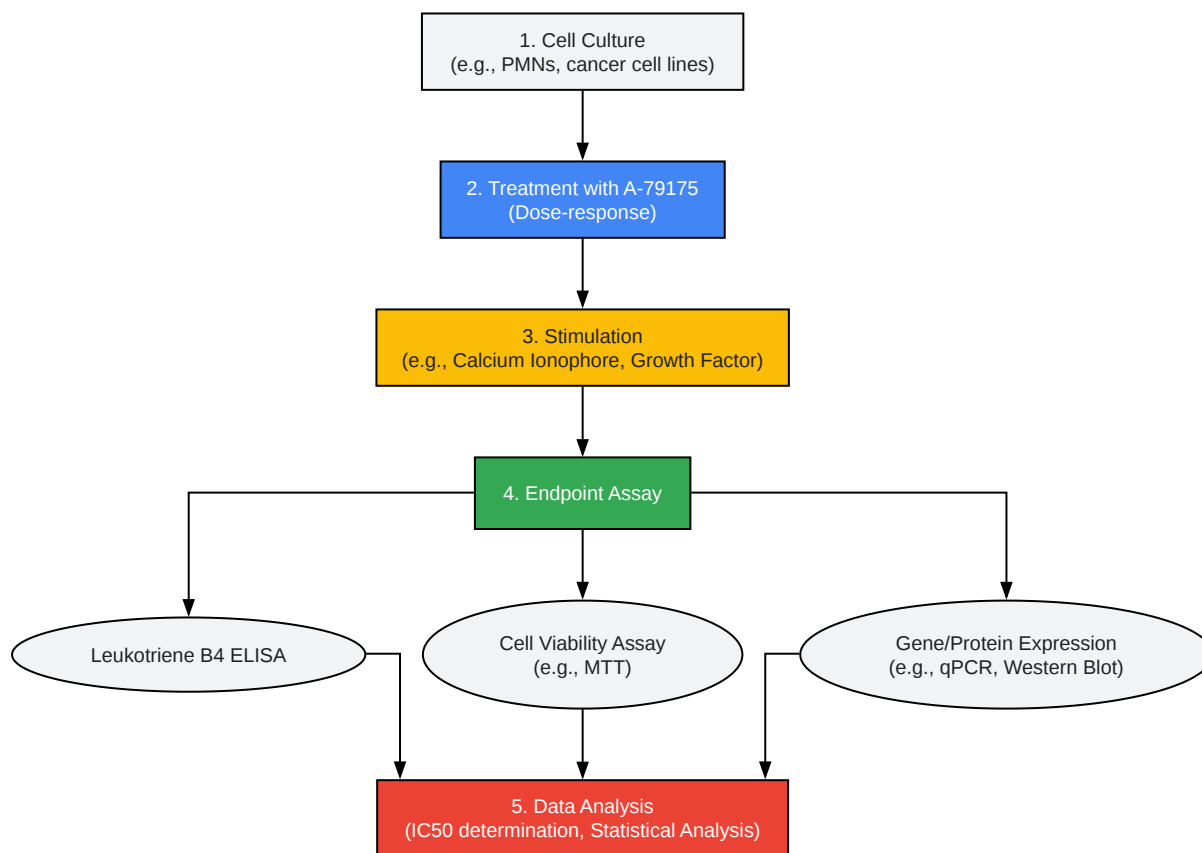 1. Cell Culture
(e.g., PMNs, cancer cell lines)
2. Treatment with A-79175
(Dose-response)
3. Stimulation
(e.g., Calcium Ionophore, Growth Factor)
4. Endpoint Assay
Leukotriene B4 ELISA
Cell Viability Assay
(e.g., MTT)
Gene/Protein Expression
(e.g., qPCR, Western Blot)
5. Data Analysis
(IC50 determination, Statistical Analysis)